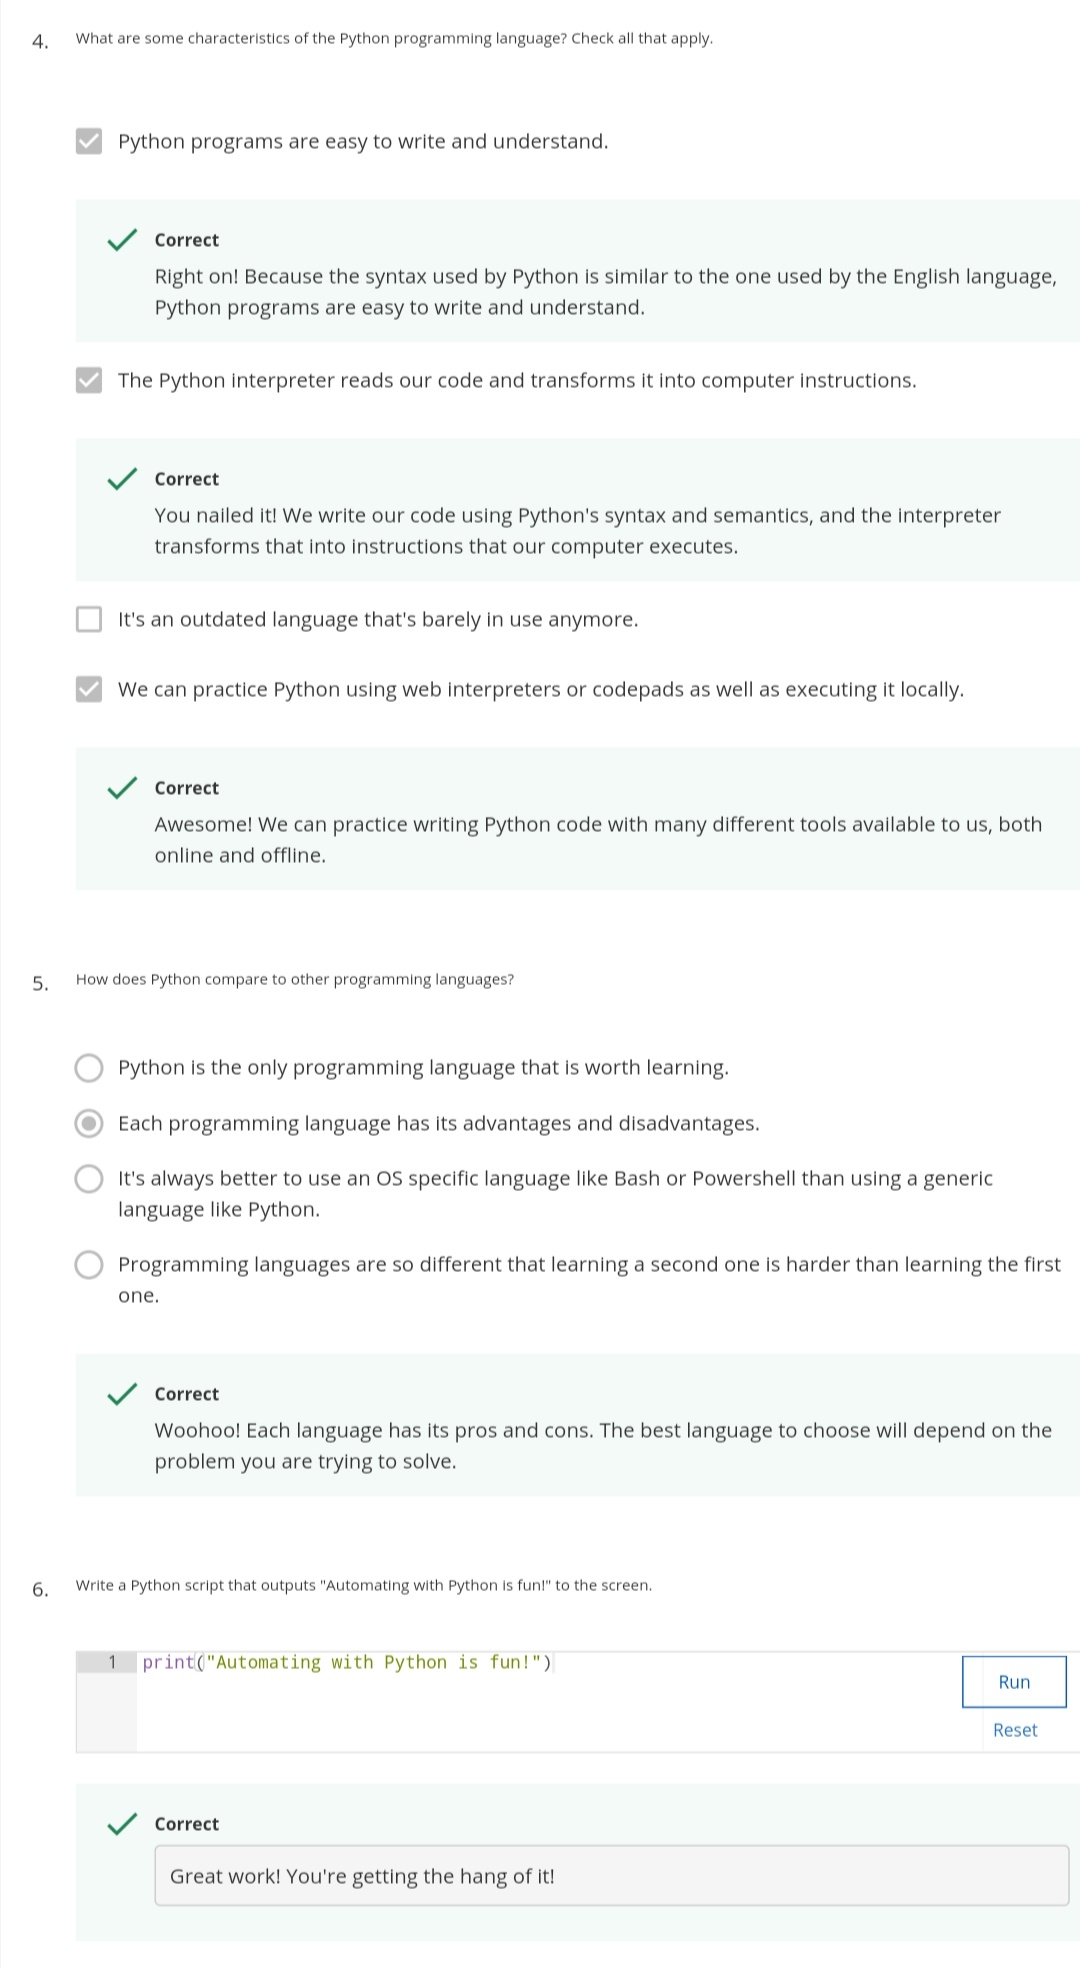 4. What are some characteristics of the Python programming language? Check all that apply.
Python programs are easy to write and understand.
Correct
Right on! Because the syntax used by Python is similar to the one used by the English language,
Python programs are easy to write and understand.
The Python interpreter reads our code and transforms it into computer instructions.
Correct
You nailed it! We write our code using Python's syntax and semantics, and the interpreter
transforms that into instructions that our computer executes.
It's an outdated language that's barely in use anymore.
We can practice Python using web interpreters or codepads as well as executing it locally.
Correct
Awesome! We can practice writing Python code with many different tools available to us, both
online and offline.
5. How does Python compare to other programming languages?
Python is the only programming language that is worth learning.
Each programming language has its advantages and disadvantages.
It's always better to use an OS specific language like Bash or Powershell than using a generic
language like Python.
Programming languages are so different that learning a second one is harder than learning the first
one.
Correct
Woohoo! Each language has its pros and cons. The best language to choose will depend on the
problem you are trying to solve.
6. Write a Python script that outputs "Automating with Python is fun!" to the screen.
1 print("Automating with Python is fun!")
Run
Reset
Correct
Great work! You're getting the hang of it!